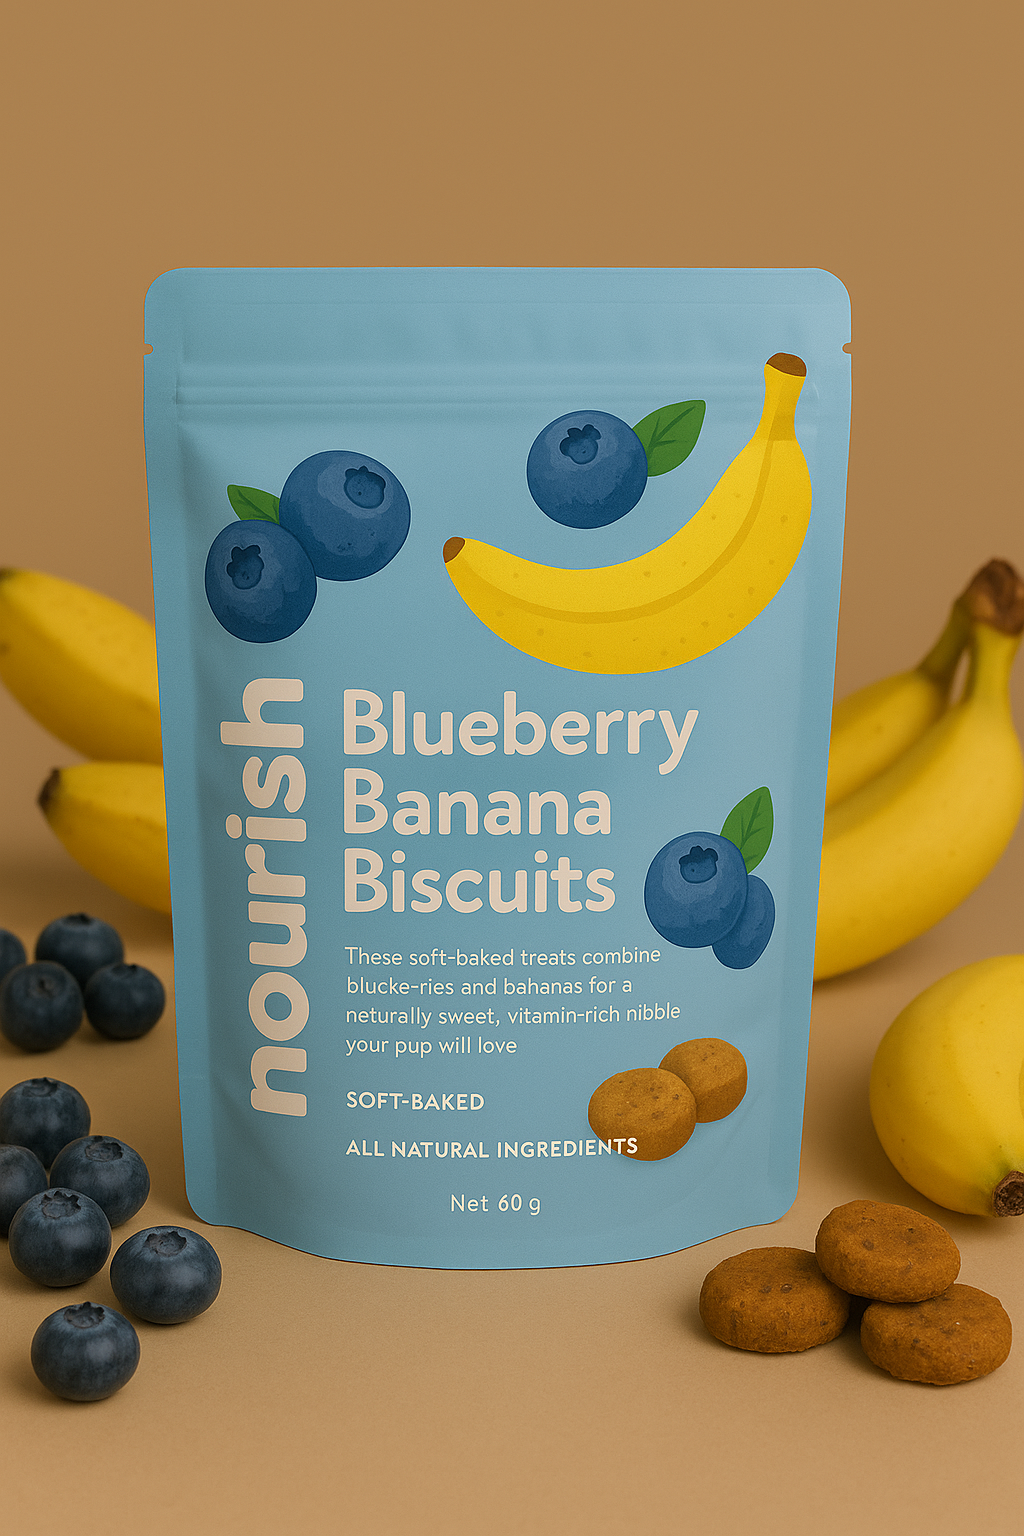 nourish
Blueberry
Banana
Biscuits
These soft-baked treats combine
blucke-ries and bahanas for a
naturally sweet, vitamin-rich nibble
your pup will love
SOFT-BAKED
ALL NATURAL INGREDIENTS
Net 60 g